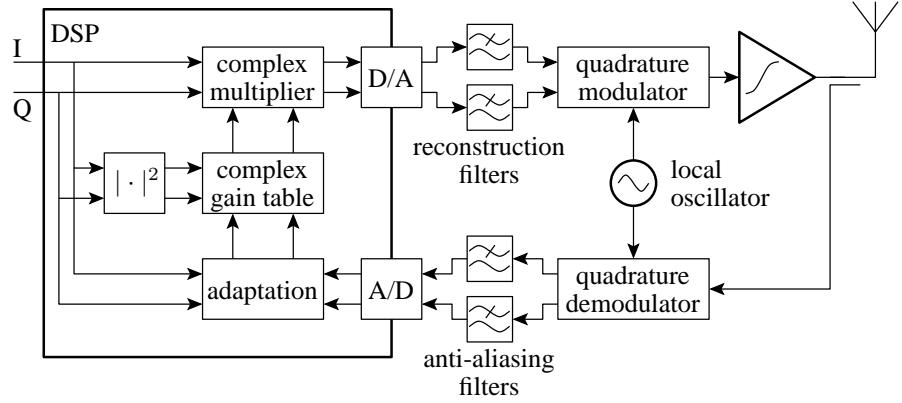 DSP
I
Q
complex
multiplier
D/A
quadrature
modulator
reconstruction
filters
| · |²
complex
gain table
local
oscillator
adaptation
A/D
quadrature
demodulator
anti-aliasing
filters